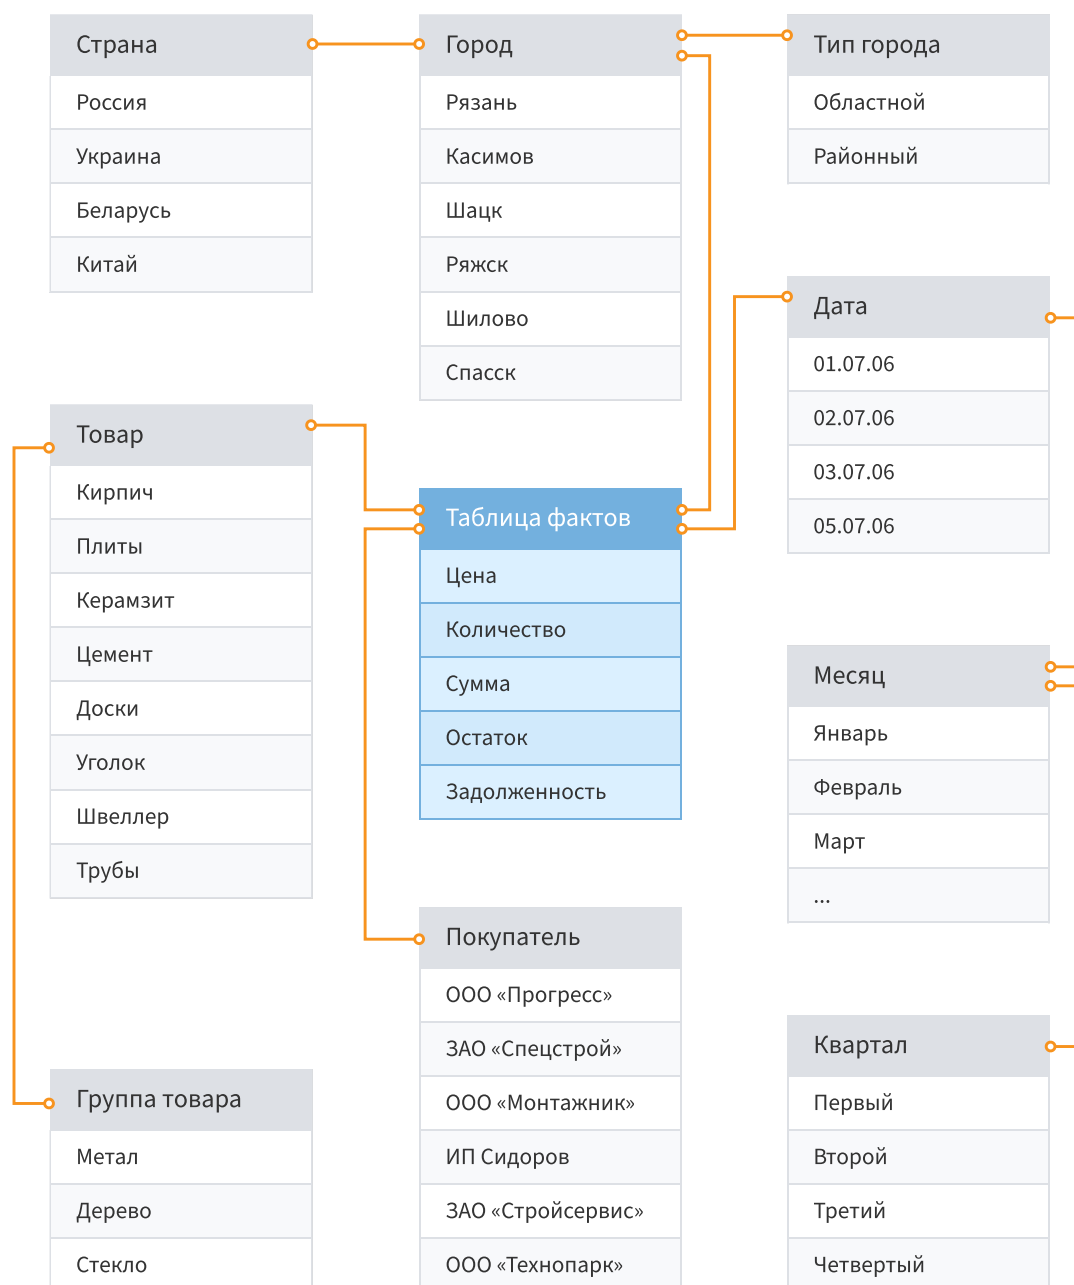 Страна
Россия
Украина
Беларусь
Китай
Город
Рязань
Касимов
Шацк
Ряжск
Шилово
Спасск
Тип города
Областной
Районный
Дата
01.07.06
02.07.06
03.07.06
05.07.06
Товар
Кирпич
Плиты
Керамзит
Цемент
Доски
Уголок
Швеллер
Трубы
Таблица фактов
Цена
Количество
Сумма
Остаток
Задолженность
Месяц
Январь
Февраль
Март
...
Покупатель
ООО «Прогресс»
ЗАО «Спецстрой»
ООО «Монтажник»
ИП Сидоров
ЗАО «Стройсервис»
ООО «Технопарк»
Квартал
Первый
Второй
Третий
Четвертый
Группа товара
Метал
Дерево
Стекло